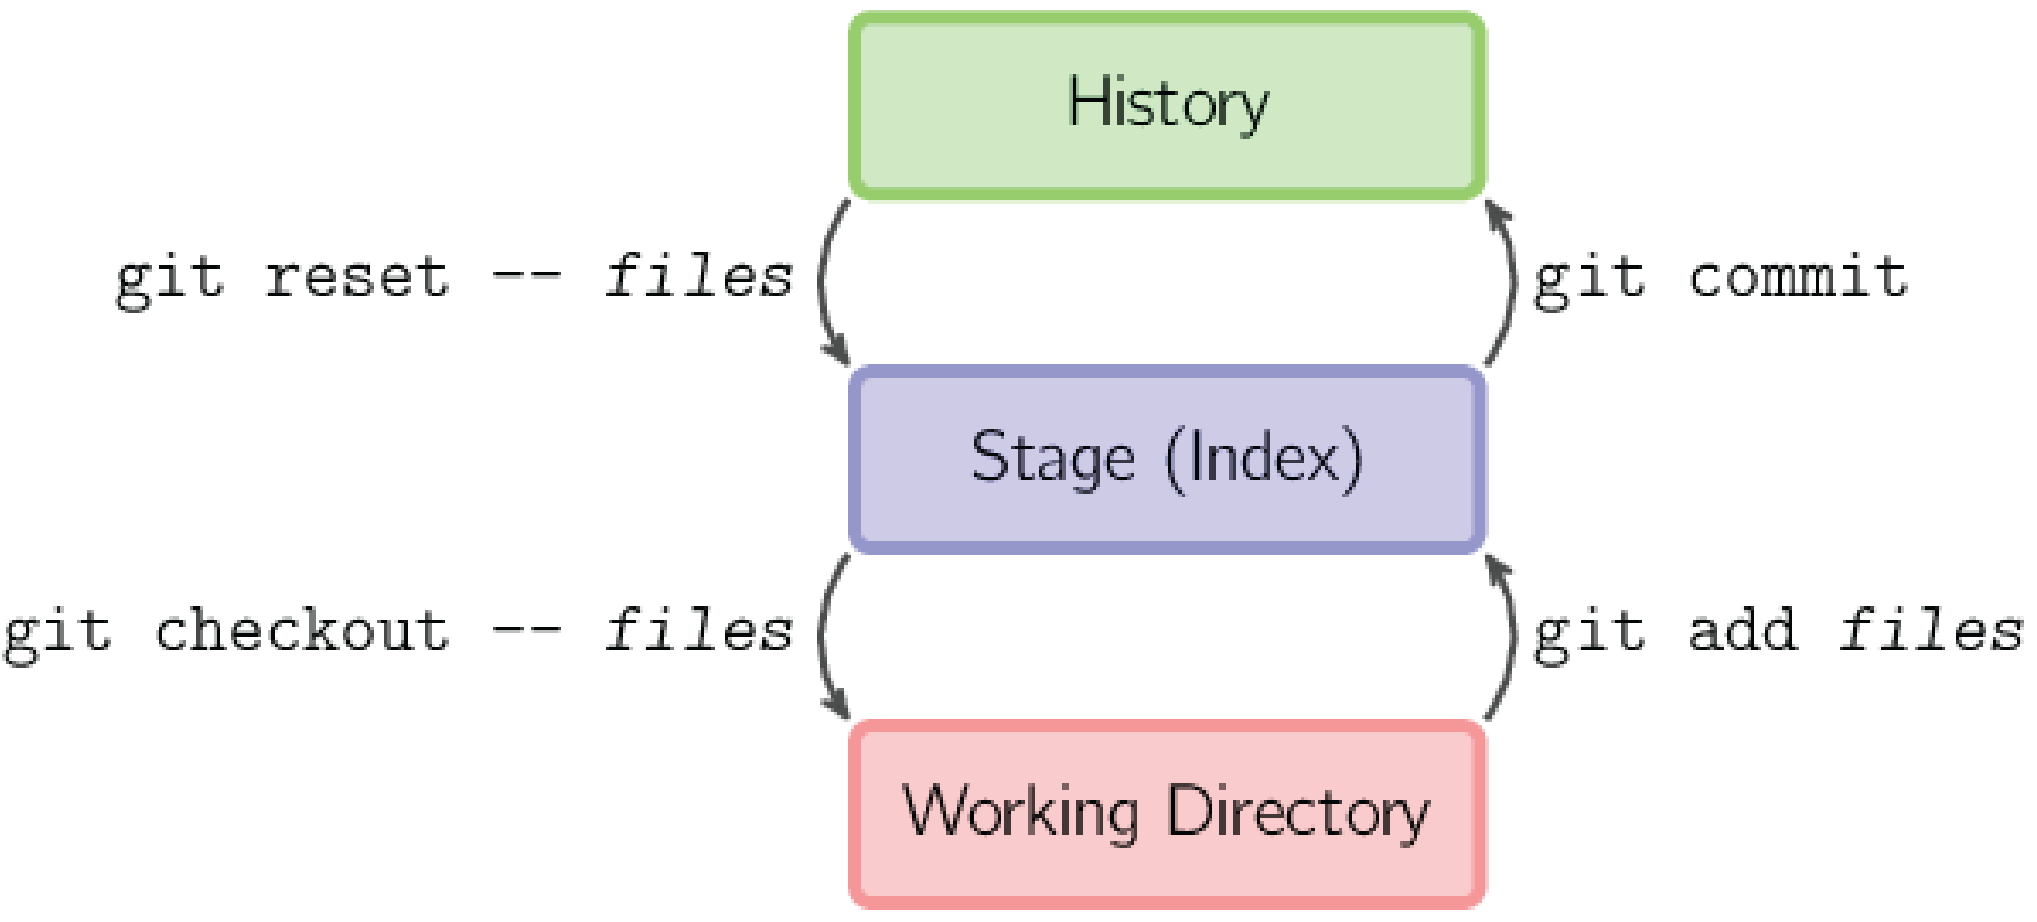 History
git reset -- files
git commit
Stage (Index)
git checkout -- files
git add files
Working Directory